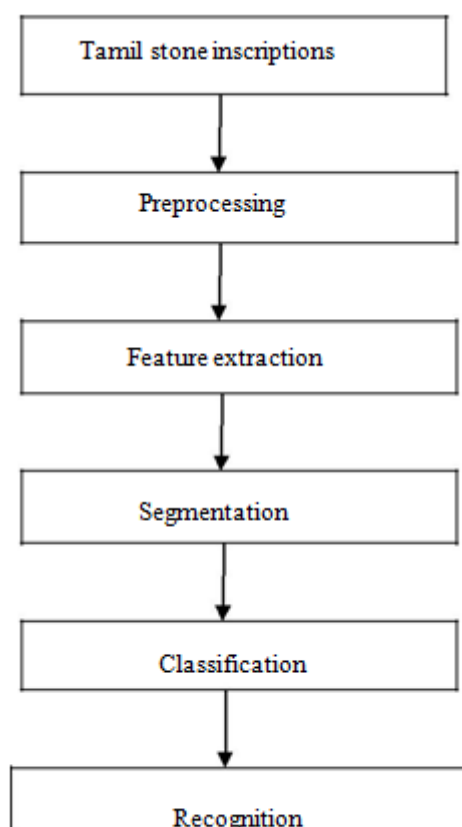 Tamil stone inscriptions
Preprocessing
Feature extraction
Segmentation
Classification
Recognition